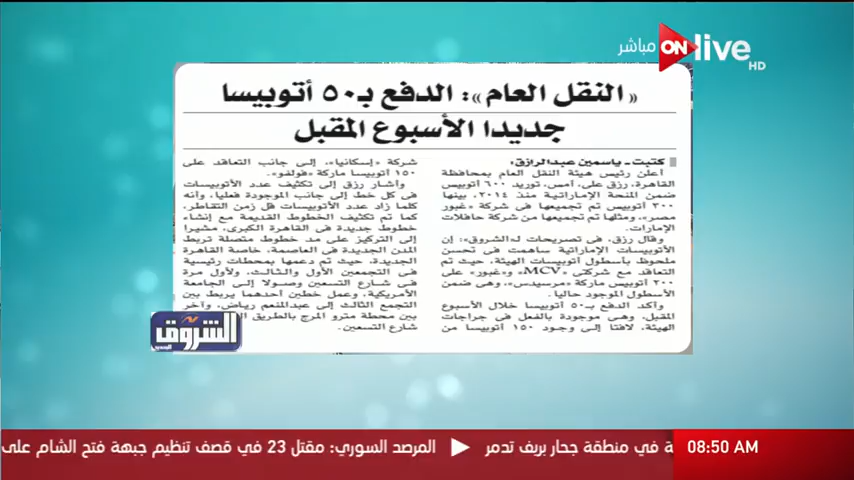 مباشر ON live
HD
«النقل العام»: الدفع بـ٥٠ أتوبيسا
جديدا الأسبوع المقبل
كتبت ـ ياسمين عبدالرازق:
أعلن رئيس هيئة النقل العام بمحافظة
القاهرة، رزق على، أمس، توريد ٦٠٠ أتوبيس
ضمن المنحة الإماراتية منذ ٢٠١٤، بينها
٣٠٠ أتوبيس تم تجميعها فى شركة «غبور
مصر»، ومثلها تم تجميعها من شركة حافلات
الإمارات.
وقال رزق، فى تصريحات لـ«الشروق»: إن
الأتوبيسات الإماراتية ساهمت فى تحسن
ملحوظ بأسطول أتوبيسات الهيئة، حيث تم
التعاقد مع شركتى «MCV» و«غبور» على
٣٠٠ أتوبيس ماركة «مرسيدس»، وهى ضمن
الأسطول الموجود حاليا.
وأكد الدفع بـ٥٠ أتوبيسا خلال الأسبوع
المقبل، وهى موجودة بالفعل فى جراجات
الهيئة، لافتا إلى وجود ١٥٠ أتوبيسا من
شركة «إسكانيا»، إلى جانب التعاقد على
١٥٠ أتوبيسا ماركة «فولفو».
وأشار رزق إلى تكثيف عدد الأتوبيسات
فى كل خط إلى جانب الموجودة فعليا، وأنه
كلما زاد عدد الأتوبيسات قل زمن التقاطر،
كما تم تكثيف الخطوط القديمة مع إنشاء
خطوط جديدة فى القاهرة الكبرى، مشيرا
إلى التركيز على مد خطوط متصلة تربط
المدن الجديدة فى العاصمة، خاصة القاهرة
الجديدة، حيث تم دعمها بمحطات رئيسية
فى التجمعين الأول والثالث، ولأول مرة
فى شارع التسعين وصولا إلى الجامعة
الأمريكية، وعمل خطين أحدهما يربط بين
التجمع الثالث إلى عبدالمنعم رياض، وآخر
بين محطة مترو المرج بالطريق
شارع التسعين.
الشروق
08:50 AM
ة في منطقة جحار بريف تدمر ▶ المرصد السوري: مقتل 23 في قصف تنظيم جبهة فتح الشام على